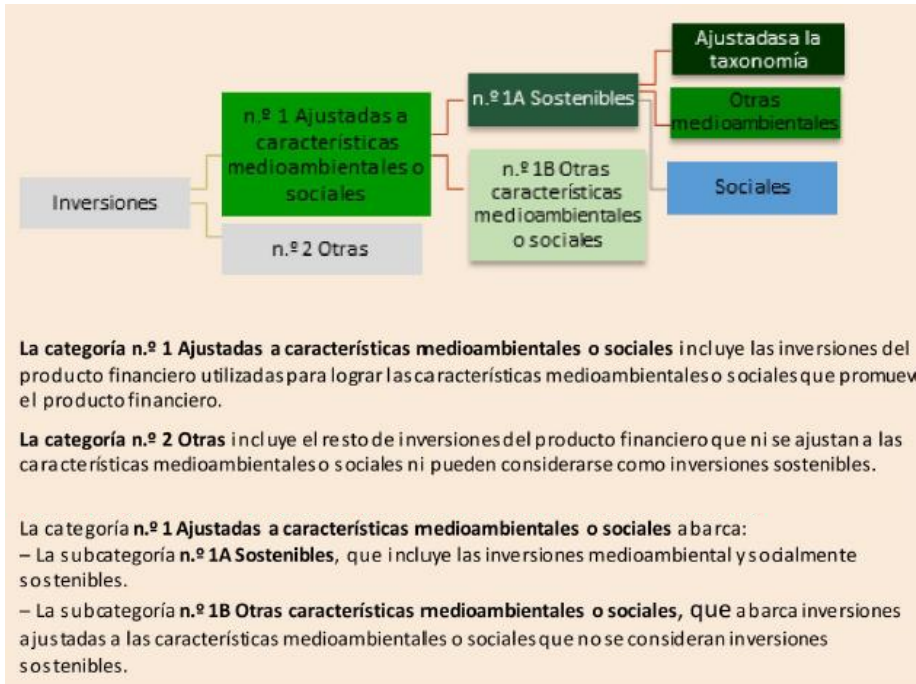 Inversiones
n.º 1 Ajustadas a
características
medioambientales o
sociales
n.º 2 Otras
n.º 1A Sostenibles
n.º 1B Otras
características
medioambientales
o sociales
Ajustadasa la
taxonomía
Otras
medioambientales
Sociales
La categoría n.º 1 Ajustadas a características medioambientales o sociales incluye las inversiones del
producto financiero utilizadas para lograr las características medioambientales o sociales que promueve
el producto financiero.
La categoría n.º 2 Otras incluye el resto de inversiones del producto financiero que ni se ajustan a las
características medioambientales o sociales ni pueden considerarse como inversiones sostenibles.
La categoría n.º 1 Ajustadas a características medioambientales o sociales abarca:
– La subcategoría n.º 1A Sostenibles, que incluye las inversiones medioambiental y socialmente
sostenibles.
– La subcategoría n.º 1B Otras características medioambientales o sociales, que abarca inversiones
ajustadas a las características medioambientales o sociales que no se consideran inversiones
sostenibles.